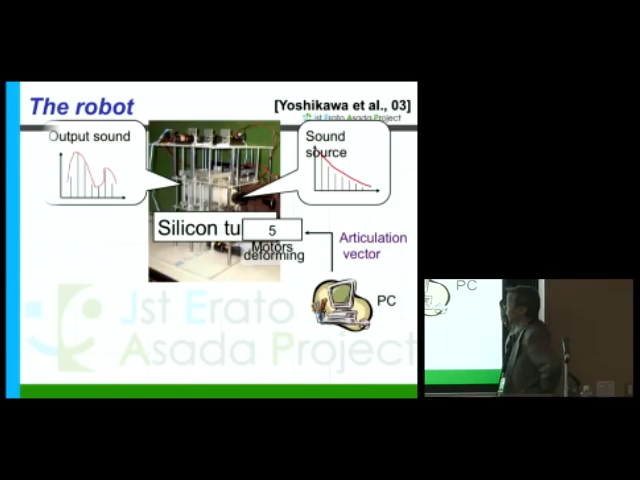 The robot
[Yoshikawa et al., 03]
Jst Erato Asada Project
Output sound
Sound
source
Silicon tu
5
Motors
deforming
Articulation
vector
PC
Jst Erato
Asada Project
PC